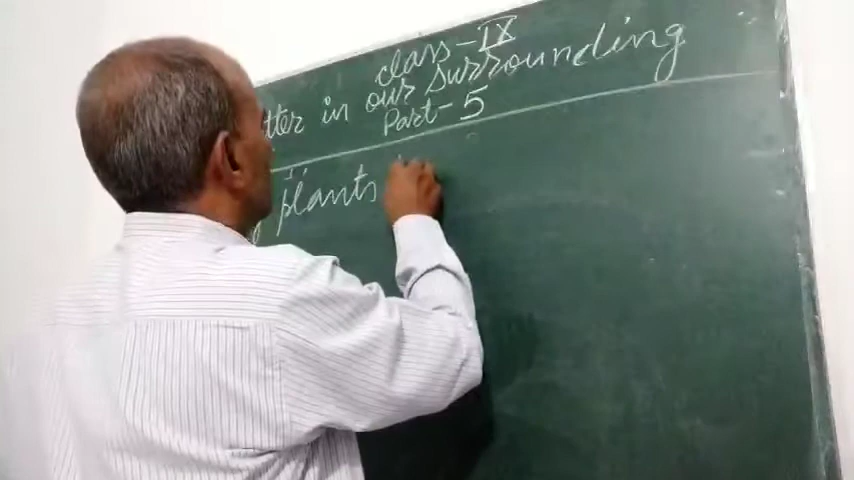 class - IX
tter in our Surrounding
Part - 5
plants